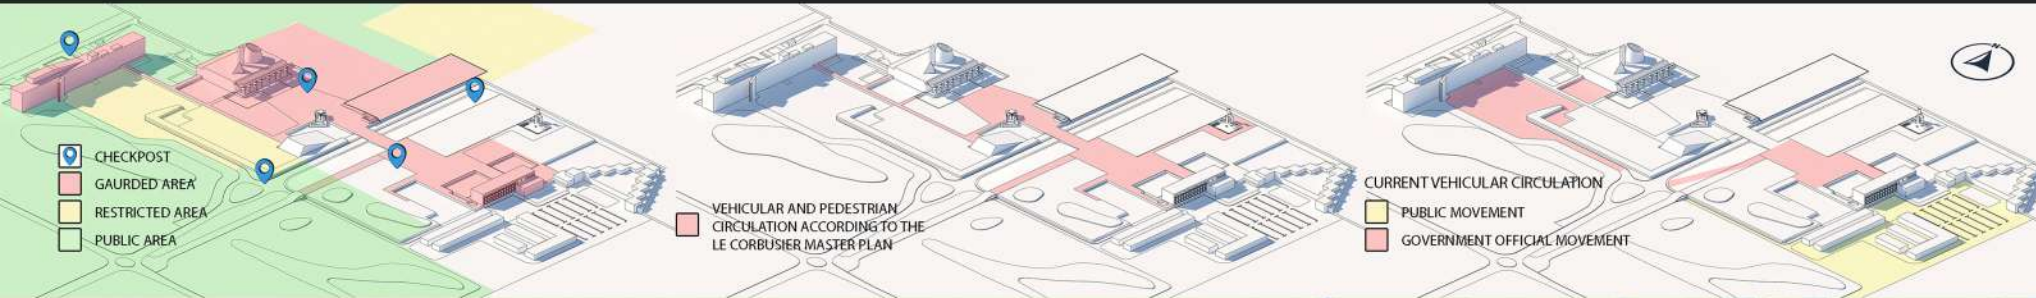 CHECKPOST
GAURDED AREA
RESTRICTED AREA
PUBLIC AREA
VEHICULAR AND PEDESTRIAN
CIRCULATION ACCORDING TO THE
LE CORBUSIER MASTER PLAN
CURRENT VEHICULAR CIRCULATION
PUBLIC MOVEMENT
GOVERNMENT OFFICIAL MOVEMENT
N